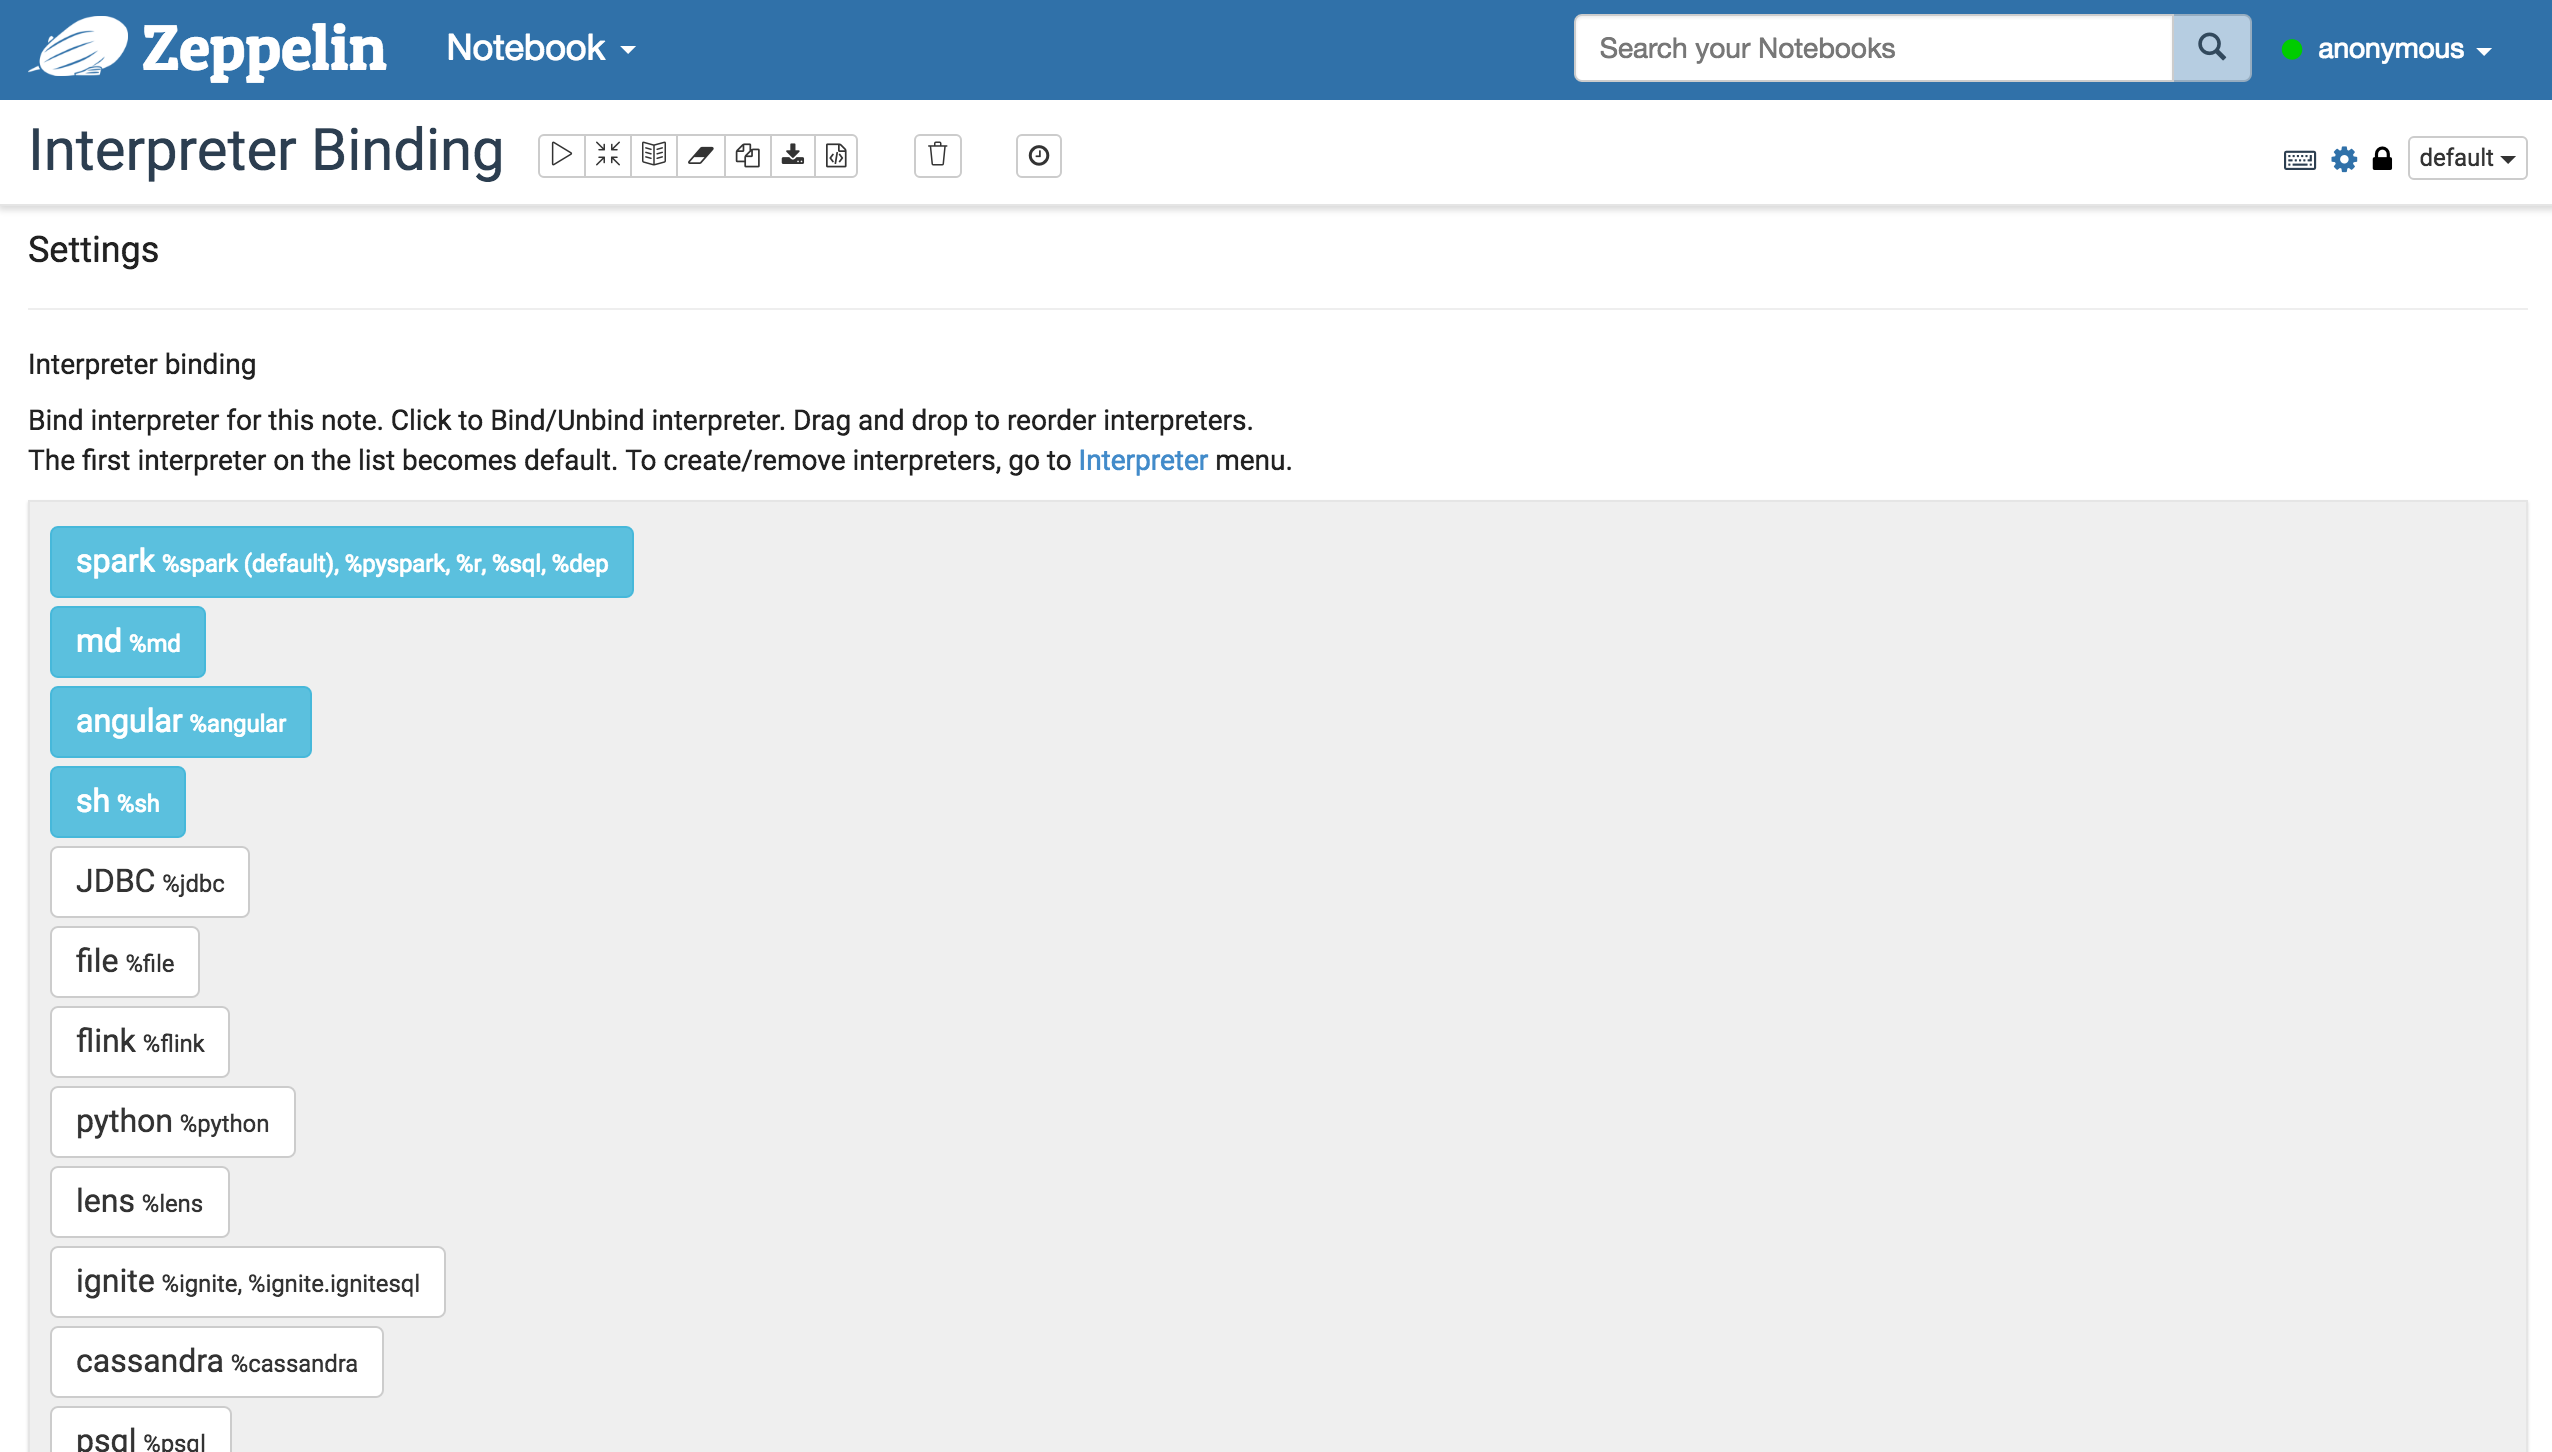 Zeppelin Notebook Search your Notebooks anonymous
Interpreter Binding default
Settings
Interpreter binding
Bind interpreter for this note. Click to Bind/Unbind interpreter. Drag and drop to reorder interpreters.
The first interpreter on the list becomes default. To create/remove interpreters, go to Interpreter menu.
spark %spark (default), %pyspark, %r, %sql, %dep
md %md
angular %angular
sh %sh
JDBC %jdbc
file %file
flink %flink
python %python
lens %lens
ignite %ignite, %ignite.ignitesql
cassandra %cassandra
psql %psql